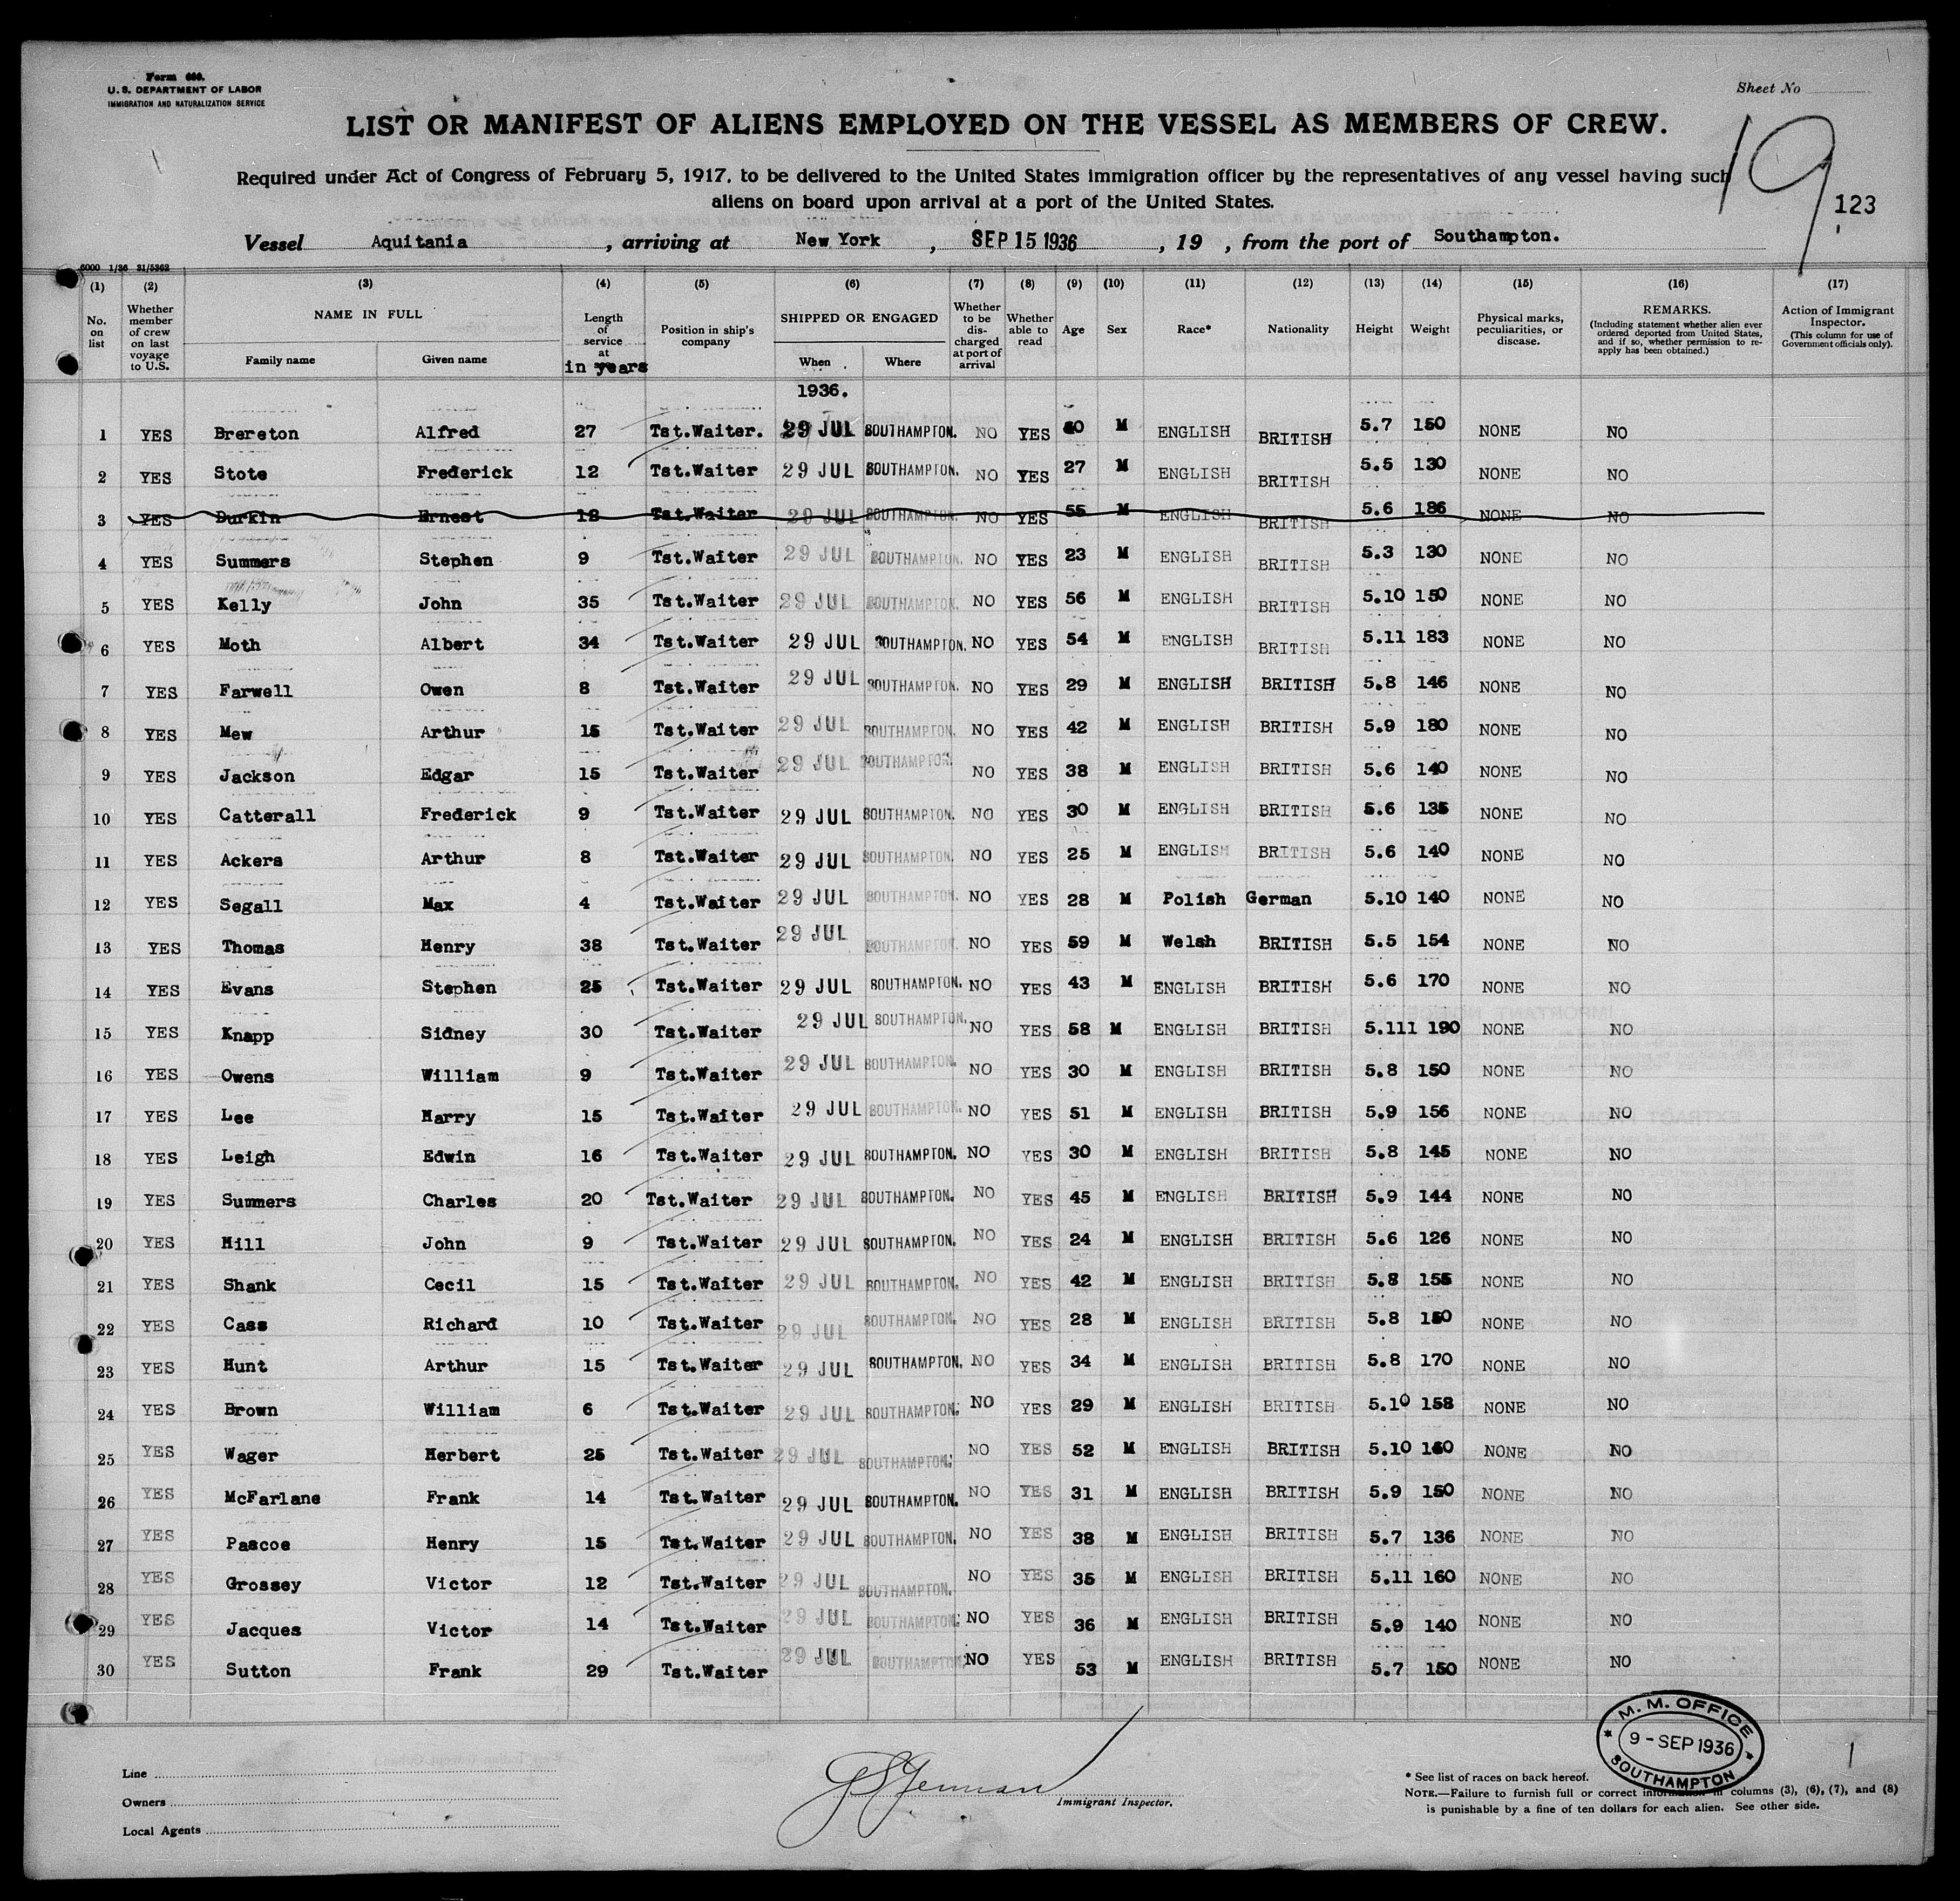 Form 680.
U. S. DEPARTMENT OF LABOR
IMMIGRATION AND NATURALIZATION SERVICE
Sheet No
LIST OR MANIFEST OF ALIENS EMPLOYED ON THE VESSEL AS MEMBERS OF CREW.
19
Required under Act of Congress of February 5, 1917, to be delivered to the United States immigration officer by the representatives of any vessel having such
aliens on board upon arrival at a port of the United States.
123
Vessel Aquitania, arriving at New York, SEP 15 1936, 19 , from the port of Southampton.
6000 1/36 31/5362
(1) (2) (3) (4) (5) (6) (7) (8) (9) (10) (11) (12) (13) (14) (15) (16) (17)
No. on list
Whether member of crew on last voyage to U.S.
NAME IN FULL
Family name
Given name
Length of service at
in years
Position in ship's company
SHIPPED OR ENGAGED
When
Where
Whether to be discharged at port of arrival
Whether able to read
Age
Sex
Race*
Nationality
Height
Weight
Physical marks, peculiarities, or disease.
REMARKS.
(Including statement whether alien ever ordered deported from United States, and if so, whether permission to reapply has been obtained.)
Action of Immigrant Inspector.
(This column for use of Government officials only).
1936.
1 YES Brereton Alfred 27 Tst.Waiter. 29 JUL SOUTHAMPTON. NO YES M ENGLISH BRITISH 5.7 150 NONE NO
2 YES Stote Frederick 12 Tst.Waiter 29 JUL SOUTHAMPTON. NO YES 27 M ENGLISH BRITISH 5.5 130 NONE NO
3 YES Durkin Ernest 12 Tst.Waiter 29 JUL SOUTHAMPTON. NO YES 55 M ENGLISH BRITISH 5.6 186 NONE NO
4 YES Summers Stephen 9 Tst.Waiter 29 JUL SOUTHAMPTON. NO YES 23 M ENGLISH BRITISH 5.3 130 NONE NO
5 YES Kelly John 35 Tst.Waiter 29 JUL SOUTHAMPTON. NO YES 56 M ENGLISH BRITISH 5.10 150 NONE NO
6 YES Moth Albert 34 Tst.Waiter 29 JUL SOUTHAMPTON. NO YES 54 M ENGLISH BRITISH 5.11 183 NONE NO
7 YES Farwell Owen 8 Tst.Waiter 29 JUL SOUTHAMPTON. NO YES 29 M ENGLISH BRITISH 5.8 146 NONE NO
8 YES Mew Arthur 15 Tst.Waiter 29 JUL SOUTHAMPTON. NO YES 42 M ENGLISH BRITISH 5.9 180 NONE NO
9 YES Jackson Edgar 15 Tst.Waiter 29 JUL SOUTHAMPTON. NO YES 38 M ENGLISH BRITISH 5.6 140 NONE NO
10 YES Catterall Frederick 9 Tst.Waiter 29 JUL SOUTHAMPTON. NO YES 30 M ENGLISH BRITISH 5.6 135 NONE NO
11 YES Ackers Arthur 8 Tst.Waiter 29 JUL SOUTHAMPTON. NO YES 25 M ENGLISH BRITISH 5.6 140 NONE NO
12 YES Segall Max 4 Tst.Waiter 29 JUL SOUTHAMPTON. NO YES 28 M Polish German 5.10 140 NONE NO
13 YES Thomas Henry 38 Tst.Waiter 29 JUL SOUTHAMPTON. NO YES 59 M Welsh BRITISH 5.5 154 NONE NO
14 YES Evans Stephen 25 Tst.Waiter 29 JUL SOUTHAMPTON. NO YES 43 M ENGLISH BRITISH 5.6 170 NONE NO
15 YES Knapp Sidney 30 Tst.Waiter 29 JUL SOUTHAMPTON. NO YES 58 M ENGLISH BRITISH 5.111 190 NONE NO
16 YES Owens William 9 Tst.Waiter 29 JUL SOUTHAMPTON. NO YES 30 M ENGLISH BRITISH 5.8 150 NONE NO
17 YES Lee Harry 15 Tst.Waiter 29 JUL SOUTHAMPTON. NO YES 51 M ENGLISH BRITISH 5.9 156 NONE NO
18 YES Leigh Edwin 16 Tst.Waiter 29 JUL SOUTHAMPTON. NO YES 30 M ENGLISH BRITISH 5.8 145 NONE NO
19 YES Summers Charles 20 Tst.Waiter 29 JUL SOUTHAMPTON. NO YES 45 M ENGLISH BRITISH 5.9 144 NONE NO
20 YES Hill John 9 Tst.Waiter 29 JUL SOUTHAMPTON. NO YES 24 M ENGLISH BRITISH 5.6 126 NONE NO
21 YES Shank Cecil 15 Tst.Waiter 29 JUL SOUTHAMPTON. NO YES 42 M ENGLISH BRITISH 5.8 155 NONE NO
22 YES Cass Richard 10 Tst.Waiter 29 JUL SOUTHAMPTON. NO YES 28 M ENGLISH BRITISH 5.8 150 NONE NO
23 YES Hunt Arthur 15 Tst.Waiter 29 JUL SOUTHAMPTON. NO YES 34 M ENGLISH BRITISH 5.8 170 NONE NO
24 YES Brown William 6 Tst.Waiter 29 JUL SOUTHAMPTON. NO YES 29 M ENGLISH BRITISH 5.10 158 NONE NO
25 YES Wager Herbert 25 Tst.Waiter 29 JUL SOUTHAMPTON. NO YES 52 M ENGLISH BRITISH 5.10 160 NONE NO
26 YES McFarlane Frank 14 Tst.Waiter 29 JUL SOUTHAMPTON. NO YES 31 M ENGLISH BRITISH 5.9 150 NONE NO
27 YES Pascoe Henry 15 Tst.Waiter 29 JUL SOUTHAMPTON. NO YES 38 M ENGLISH BRITISH 5.7 136 NONE NO
28 YES Grossey Victor 12 Tst.Waiter 29 JUL SOUTHAMPTON. NO YES 35 M ENGLISH BRITISH 5.11 160 NONE NO
29 YES Jacques Victor 14 Tst.Waiter 29 JUL SOUTHAMPTON. NO YES 36 M ENGLISH BRITISH 5.9 140 NONE NO
30 YES Sutton Frank 29 Tst.Waiter 29 JUL SOUTHAMPTON. NO YES 53 M ENGLISH BRITISH 5.7 150 NONE NO
M. M. OFFICE
9 - SEP 1936
SOUTHAMPTON
Line
Owners
Local Agents
Immigrant Inspector.
* See list of races on back hereof.
NOTE.—Failure to furnish full or correct information in columns (3), (6), (7), and (8)
is punishable by a fine of ten dollars for each alien. See other side.